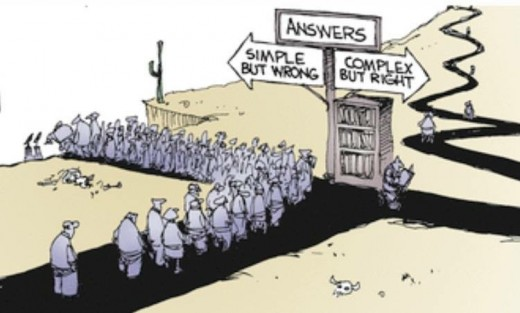 ANSWERS
SIMPLE
BUT WRONG
COMPLEX
BUT RIGHT